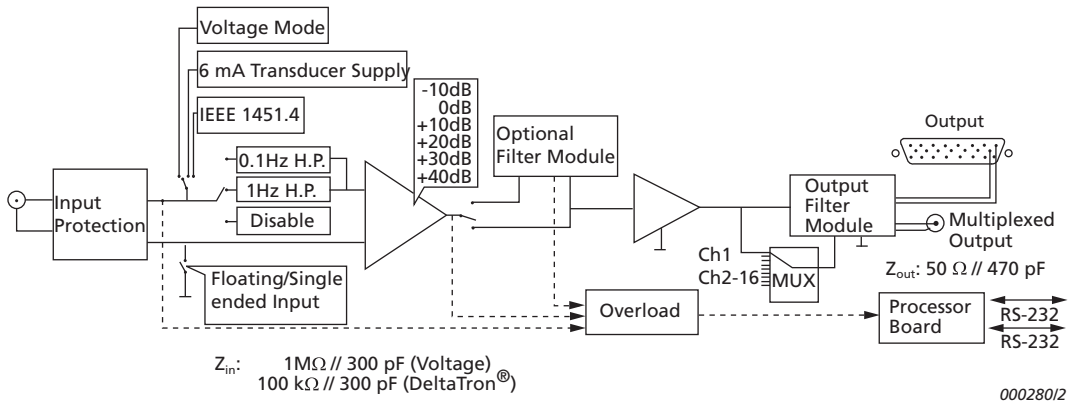 Voltage Mode
6 mA Transducer Supply
IEEE 1451.4
-10dB
0dB
+10dB
+20dB
+30dB
+40dB
Optional
Filter Module
Output
0.1Hz H.P.
1Hz H.P.
Disable
Input
Protection
Output
Filter
Module
Multiplexed
Output
Floating/Single
ended Input
Ch1
Ch2-16
MUX
Zout: 50 Ω // 470 pF
Overload
Processor
Board
RS-232
RS-232
Zin: 1MΩ // 300 pF (Voltage)
100 kΩ // 300 pF (DeltaTron®)
000280/2